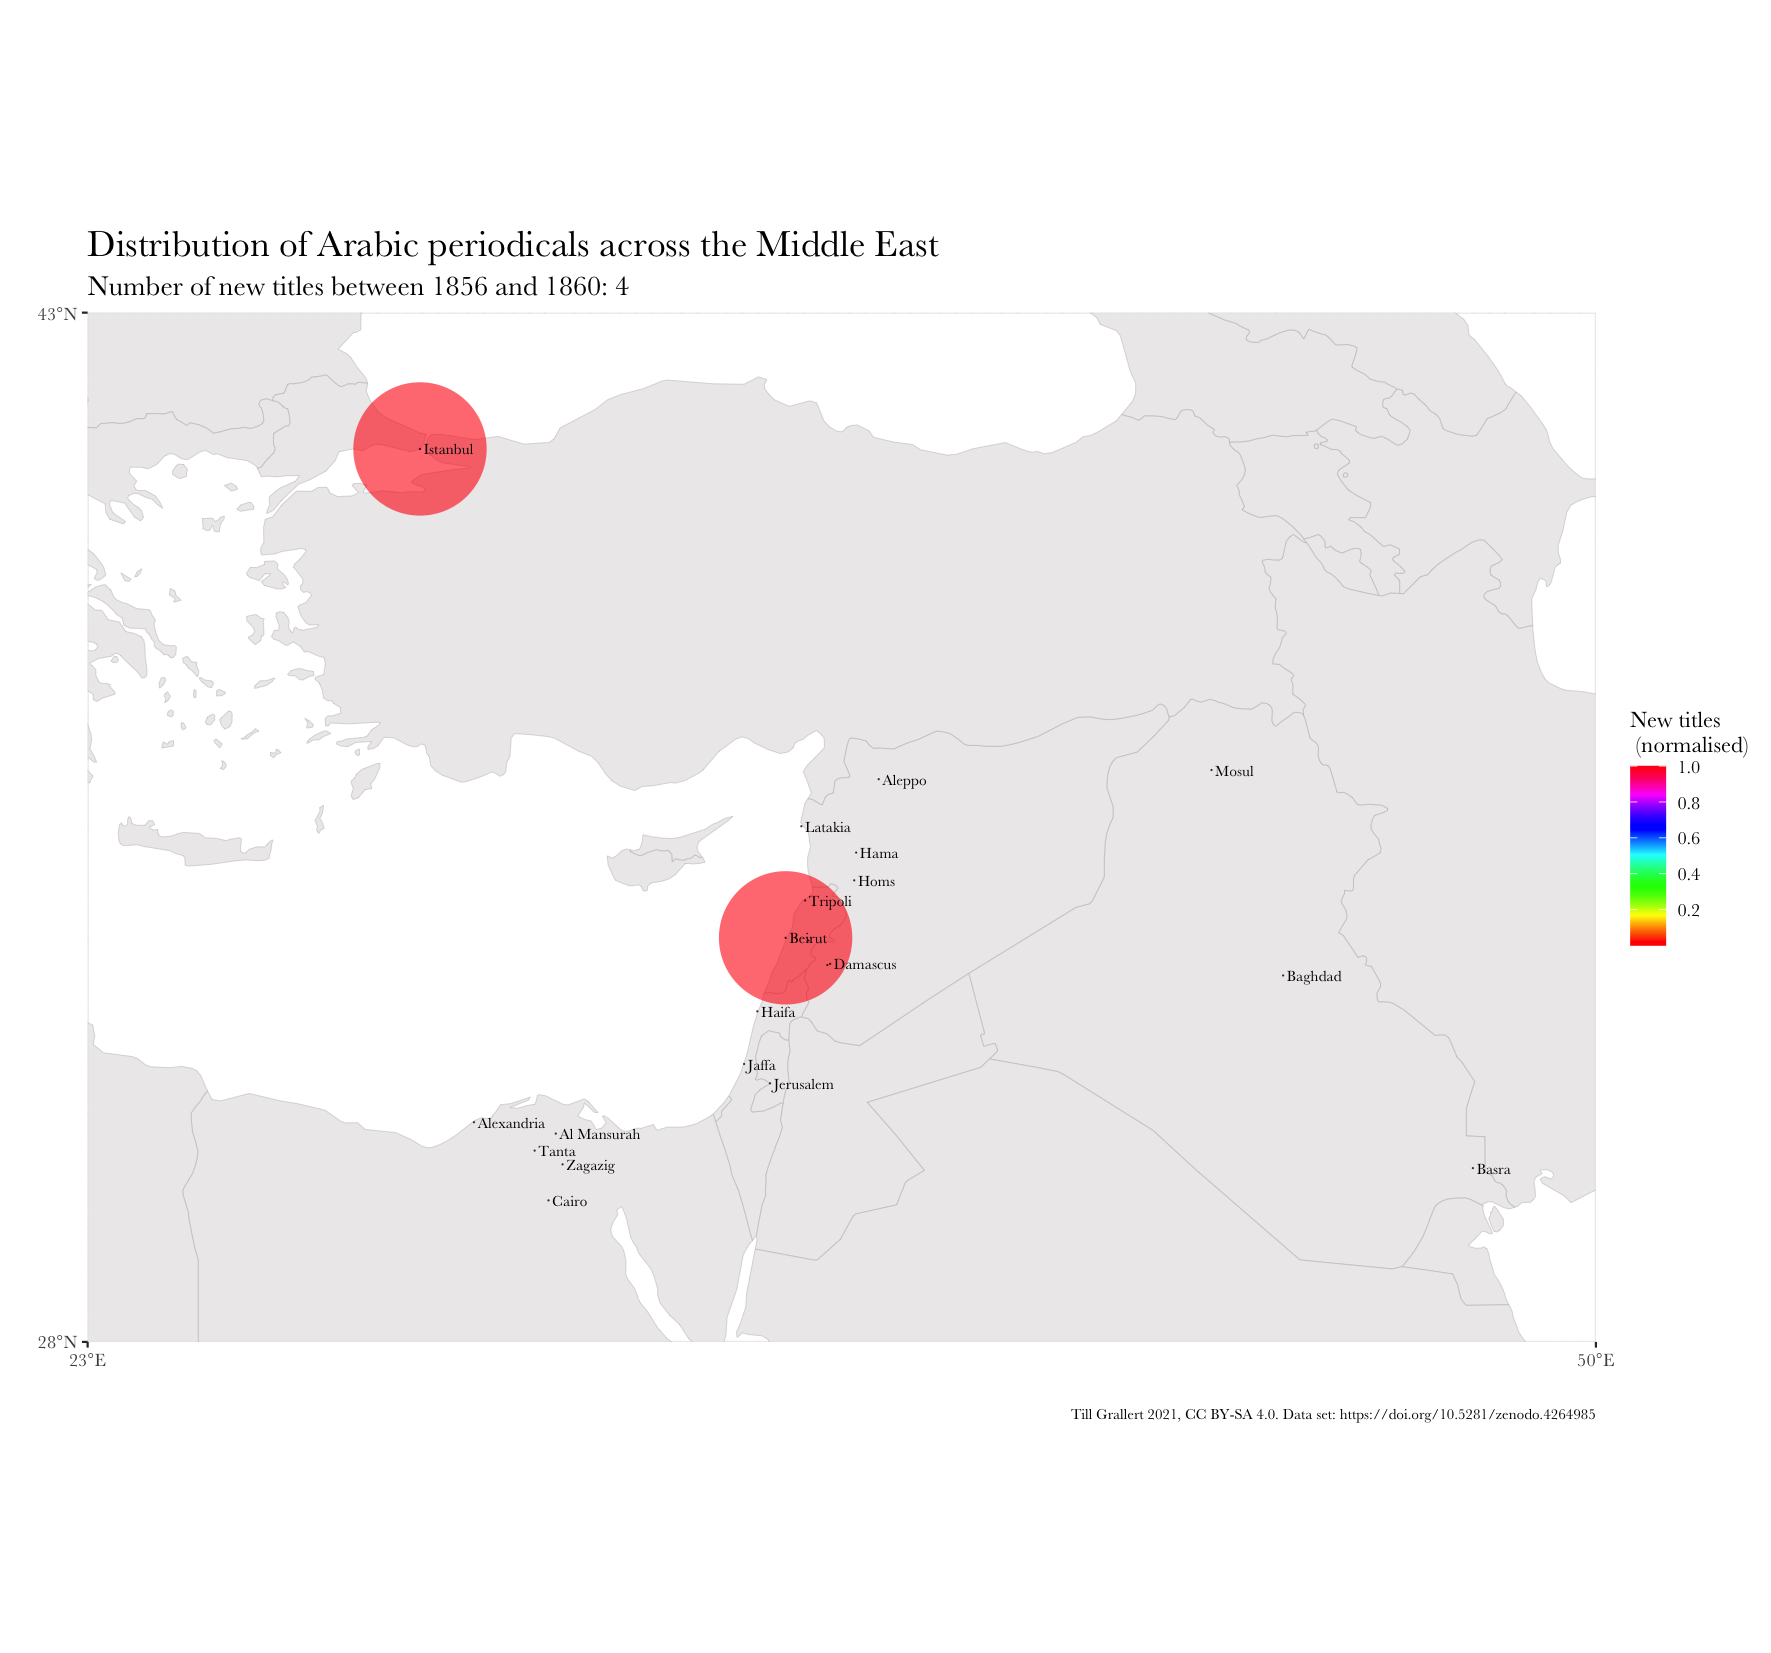 Distribution of Arabic periodicals across the Middle East
Number of new titles between 1856 and 1860: 4
43°N
Istanbul
New titles
(normalised)
1.0
0.8
0.6
0.4
0.2
Mosul
Aleppo
Latakia
Hama
Homs
Tripoli
Beirut
Damascus
Baghdad
Haifa
Jaffa
Jerusalem
Alexandria
Al Mansurah
Tanta
Zagazig
Basra
Cairo
28°N
23°E
50°E
Till Grallert 2021, CC BY-SA 4.0. Data set: https://doi.org/10.5281/zenodo.4264985